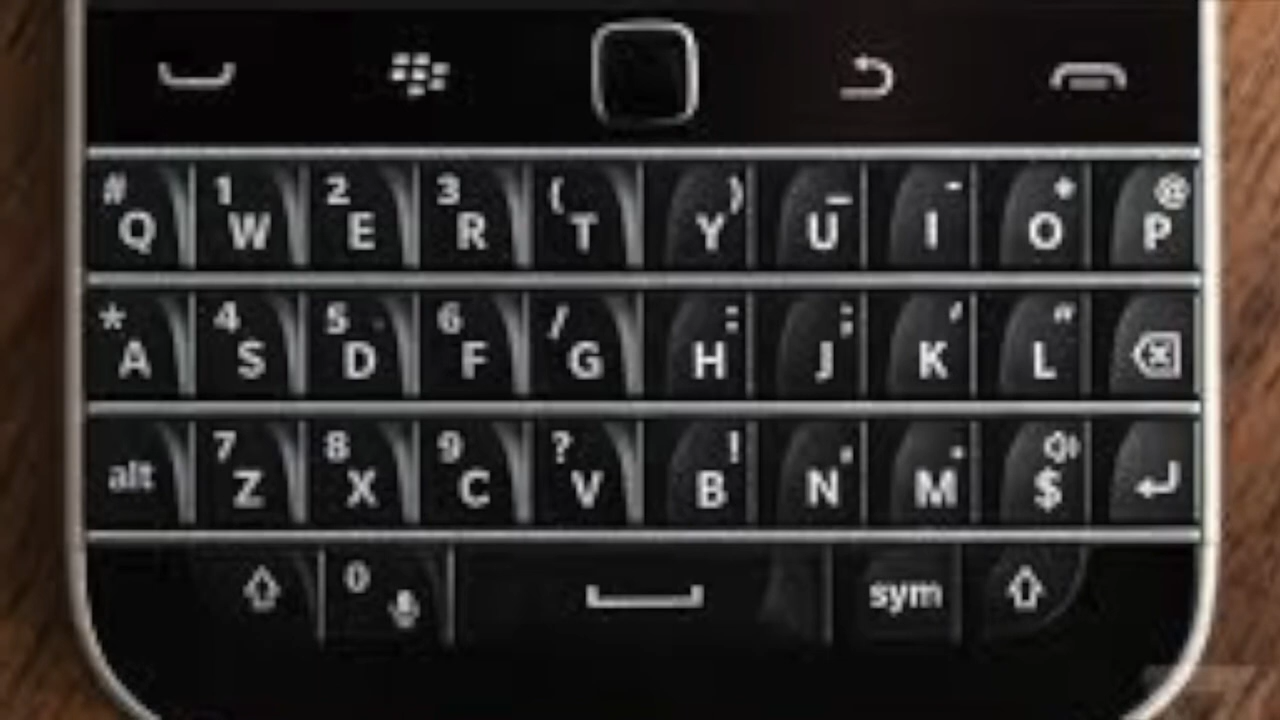 # Q 1 W 2 E 3 R ( T ) Y _ U - I + O @ P
* A 4 S 5 D 6 F / G : H ; J ' K " L
alt 7 Z 8 X 9 C ? V ! B , N . M $
0 sym